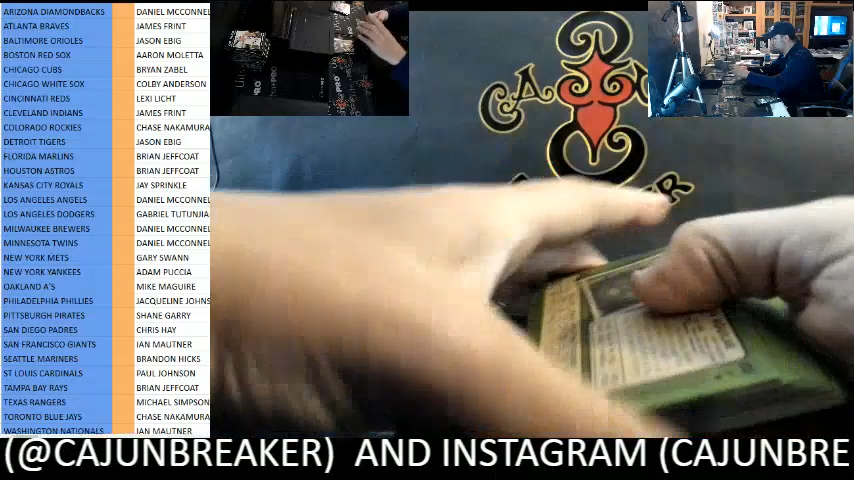 ARIZONA DIAMONDBACKS DANIEL MCCONNEL
ATLANTA BRAVES JAMES FRINT
BALTIMORE ORIOLES JASON EBIG
BOSTON RED SOX AARON MOLETTA
CHICAGO CUBS BRYAN ZABEL
CHICAGO WHITE SOX COLBY ANDERSON
CINCINNATI REDS LEXI LICHT
CLEVELAND INDIANS JAMES FRINT
COLORADO ROCKIES CHASE NAKAMURA
DETROIT TIGERS JASON EBIG
FLORIDA MARLINS BRIAN JEFFCOAT
HOUSTON ASTROS BRIAN JEFFCOAT
KANSAS CITY ROYALS JAY SPRINKLE
LOS ANGELES ANGELS DANIEL MCCONNEL
LOS ANGELES DODGERS GABRIEL TUTUNJIA
MILWAUKEE BREWERS DANIEL MCCONNEL
MINNESOTA TWINS DANIEL MCCONNEL
NEW YORK METS GARY SWANN
NEW YORK YANKEES ADAM PUCCIA
OAKLAND A'S MIKE MAGUIRE
PHILADELPHIA PHILLIES JACQUELINE JOHNS
PITTSBURGH PIRATES SHANE GARRY
SAN DIEGO PADRES CHRIS HAY
SAN FRANCISCO GIANTS IAN MAUTNER
SEATTLE MARINERS BRANDON HICKS
ST LOUIS CARDINALS PAUL JOHNSON
TAMPA BAY RAYS BRIAN JEFFCOAT
TEXAS RANGERS MICHAEL SIMPSON
TORONTO BLUE JAYS CHASE NAKAMURA
WASHINGTON NATIONALS IAN MAUTNER
(@CAJUNBREAKER) AND INSTAGRAM (CAJUNBRE